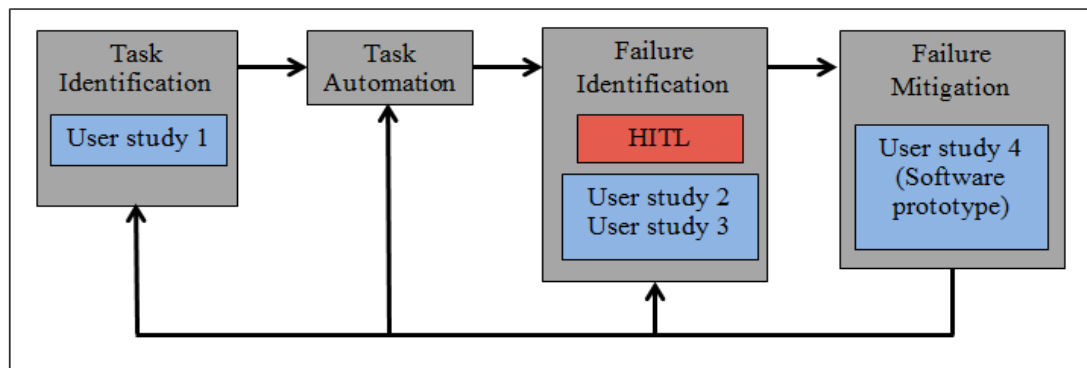 Task
Identification
User study 1
Task
Automation
Failure
Identification
HITL
User study 2
User study 3
Failure
Mitigation
User study 4
(Software
prototype)